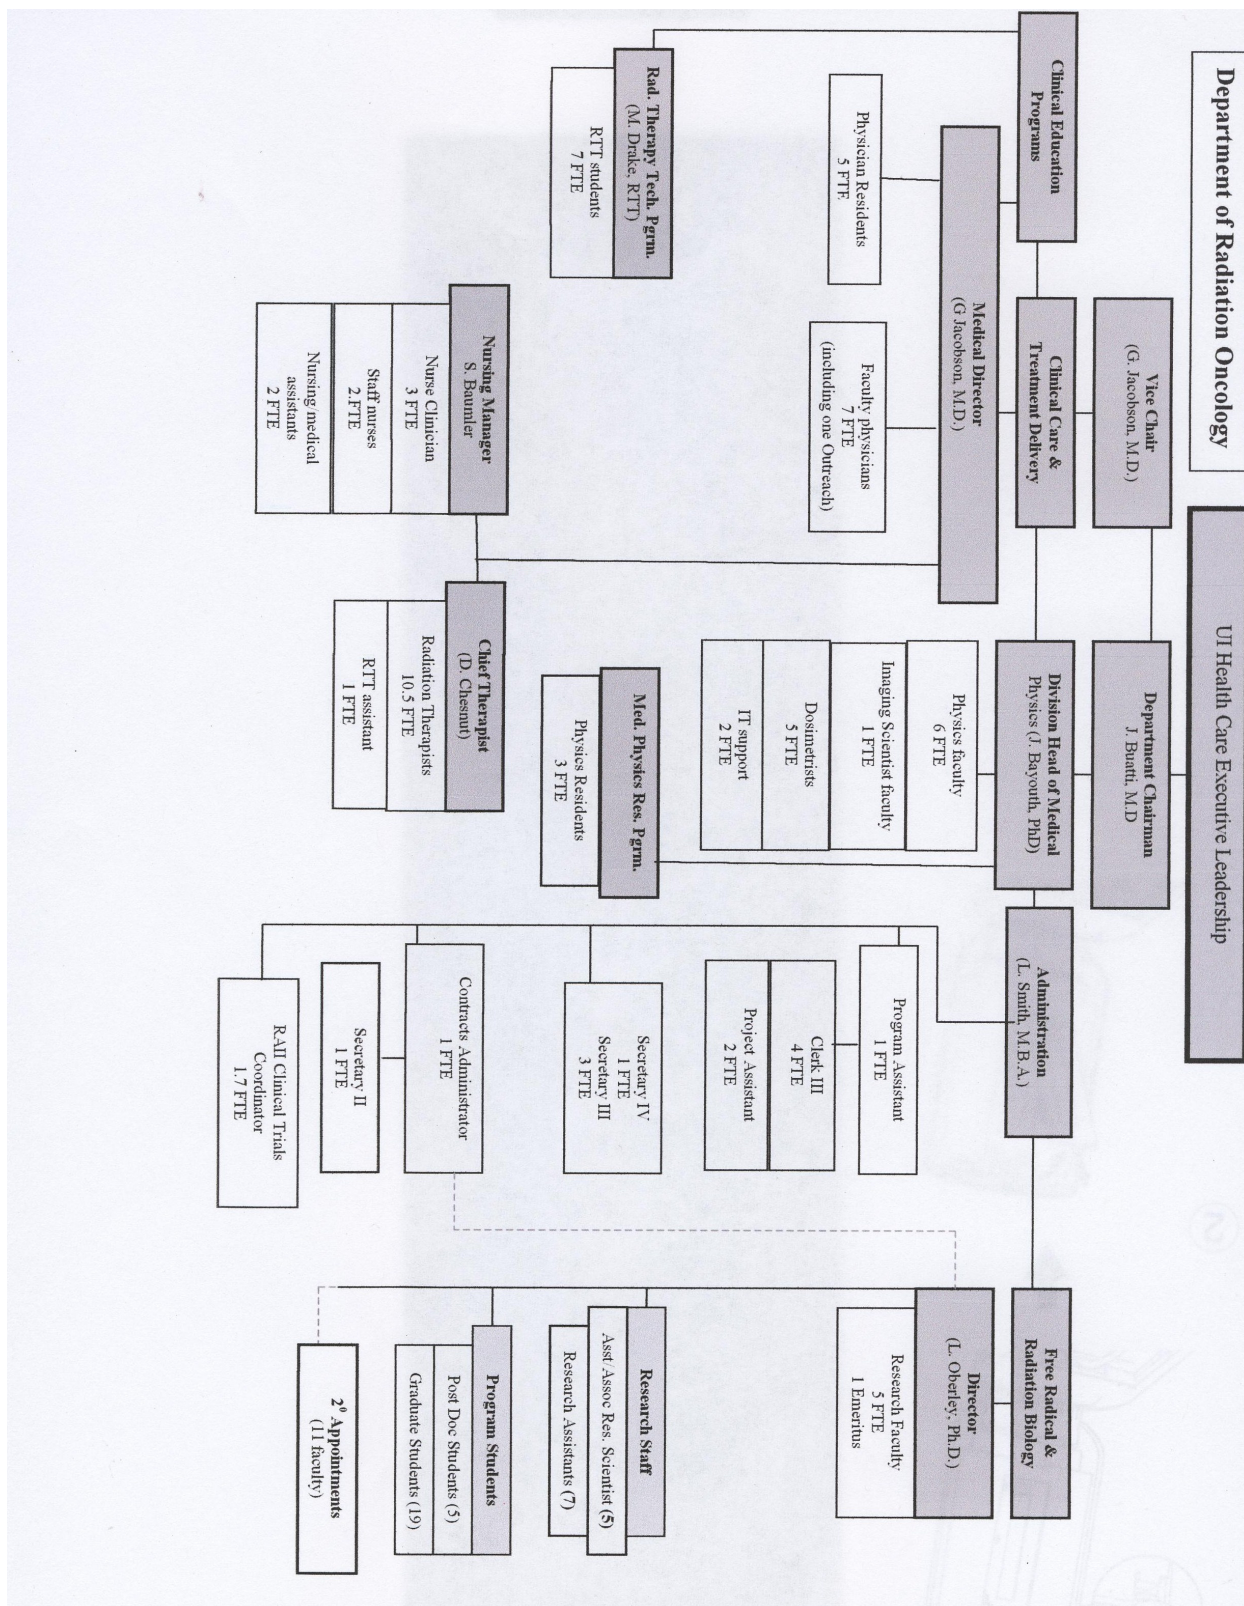 Department of Radiation Oncology
UI Health Care Executive Leadership
Vice Chair
(G. Jacobson, M.D.)
Department Chairman
J. Buatti, M.D
Clinical Education
Programs
Clinical Care &
Treatment Delivery
Division Head of Medical
Physics (J. Bayouth, PhD)
Administration
(L. Smith, M.B.A.)
Free Radical &
Radiation Biology
Medical Director
(G Jacobson, M.D.)
Director
(L. Oberley, Ph.D.)
Physician Residents
5 FTE
Faculty physicians
7 FTE
(including one Outreach)
Physics faculty
6 FTE
Imaging Scientist faculty
1 FTE
Dosimetrists
5 FTE
IT support
2 FTE
Program Assistant
1 FTE
Clerk III
4 FTE
Project Assistant
2 FTE
Research Faculty
5 FTE
1 Emeritus
Rad. Therapy Tech. Pgrm.
(M. Drake, RTT)
RTT students
7 FTE
Med. Physics Res. Pgrm.
Physics Residents
3 FTE
Secretary IV
1 FTE
Secretary III
3 FTE
Research Staff
Asst/Assoc Res. Scientist (5)
Research Assistants (7)
Nursing Manager
S. Baumler
Nurse Clinician
3 FTE
Staff nurses
2.FTE
Nursing/medical
assistants
2 FTE
Chief Therapist
(D. Chesnut)
Radiation Therapists
10.5 FTE
RTT assistant
1 FTE
Contracts Administrator
1 FTE
Secretary II
1 FTE
RAII Clinical Trials
Coordinator
1.7 FTE
Program Students
Post Doc Students (5)
Graduate Students (19)
2⁰ Appointments
(11 faculty)